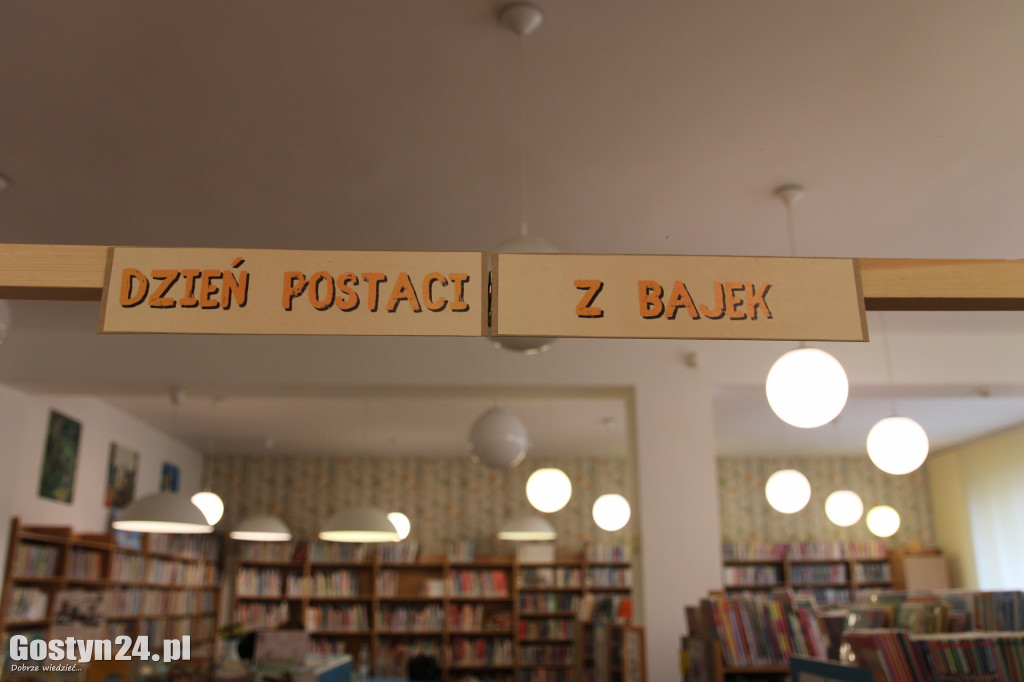 DZIEŃ POSTACI Z BAJEK
Gostyn24.pl
Dobrze wiedzieć...